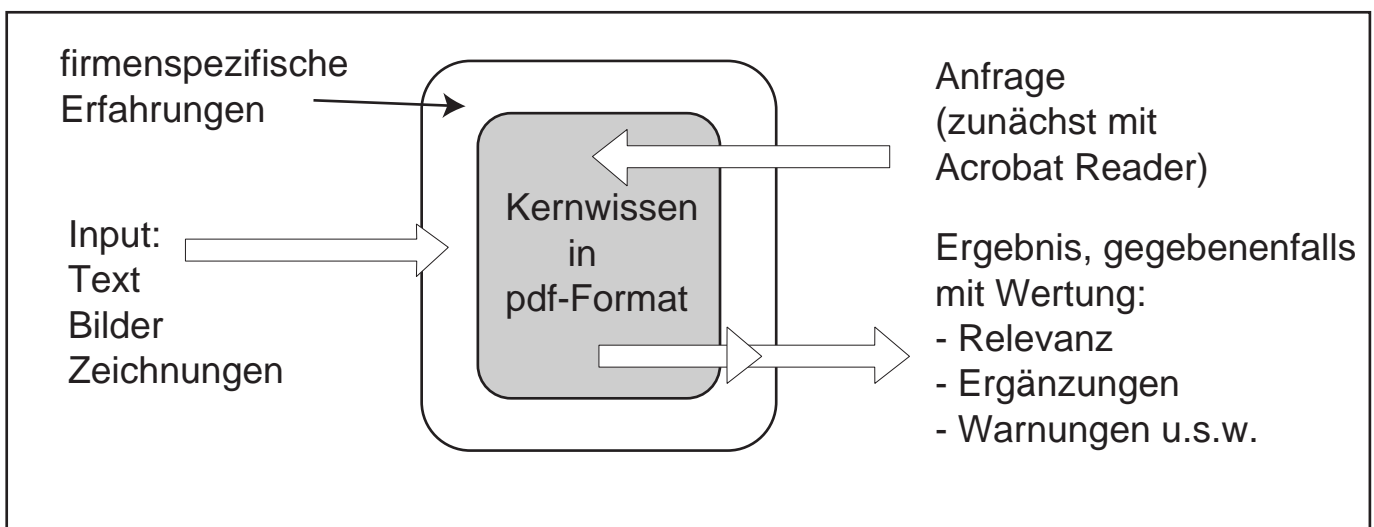 firmenspezifische
Erfahrungen
Input:
Text
Bilder
Zeichnungen
Kernwissen
in
pdf-Format
Anfrage
(zunächst mit
Acrobat Reader)
Ergebnis, gegebenenfalls
mit Wertung:
- Relevanz
- Ergänzungen
- Warnungen u.s.w.